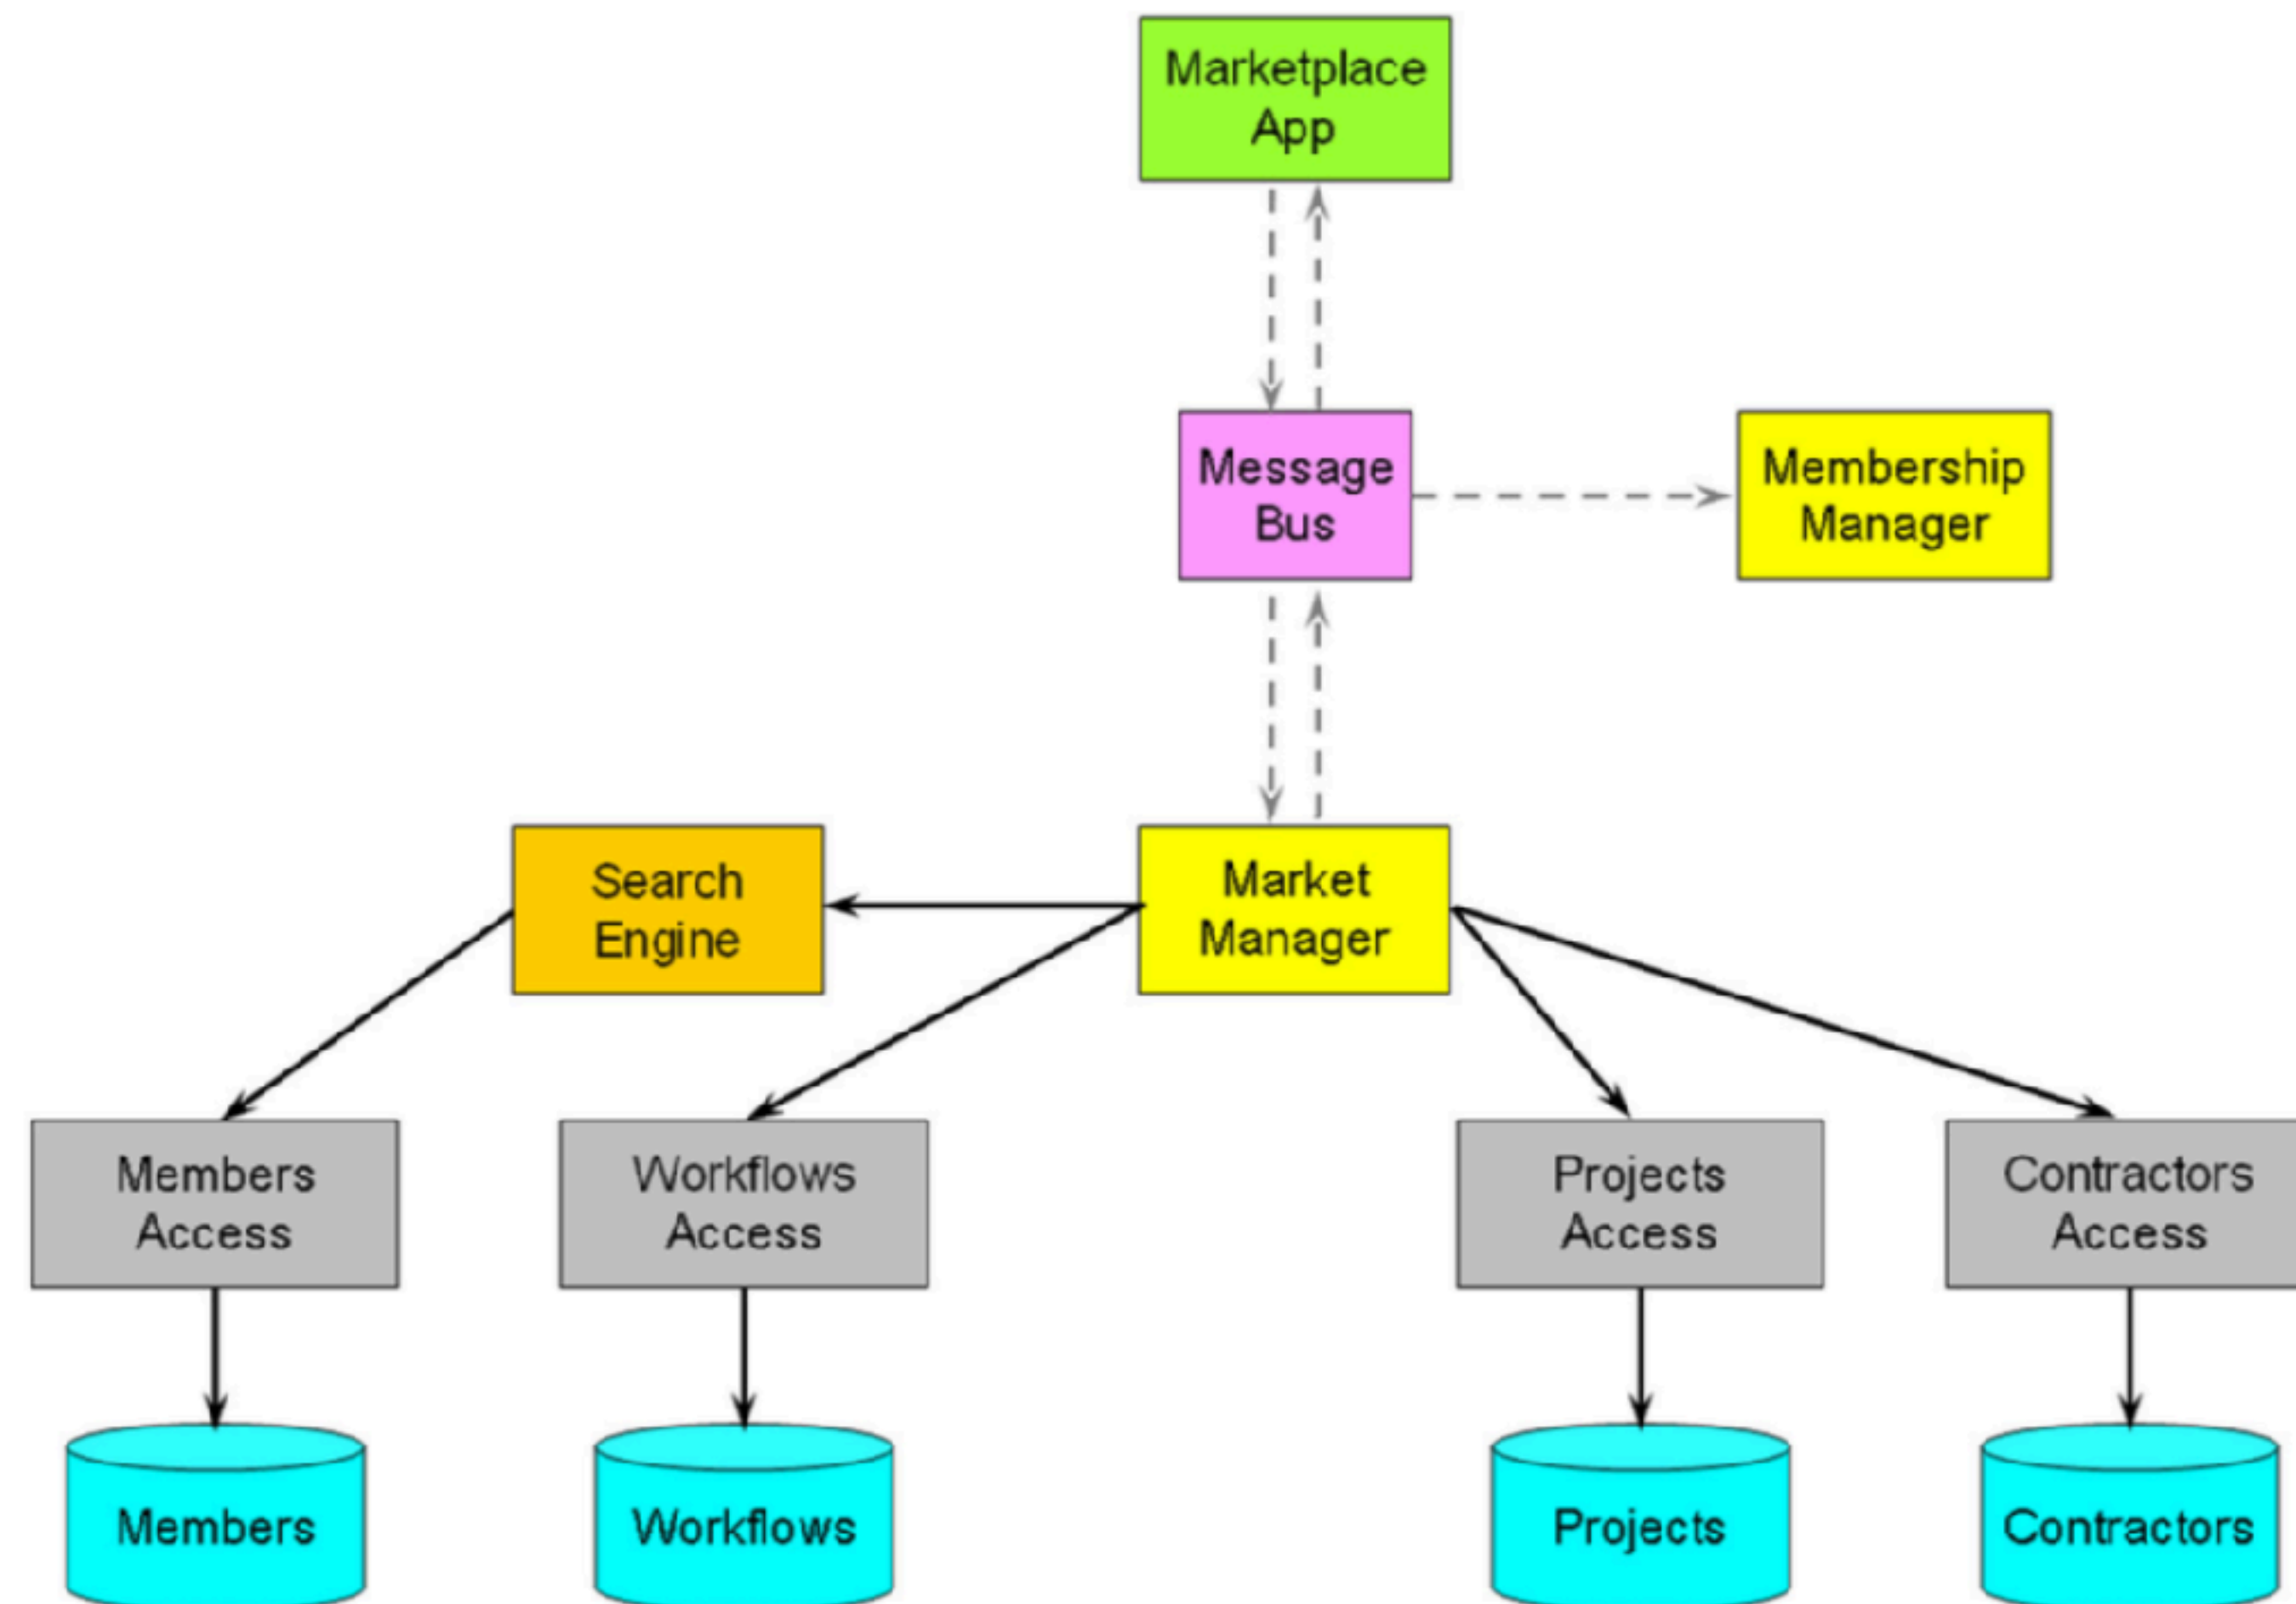 Marketplace
App
Message
Bus
Membership
Manager
Search
Engine
Market
Manager
Members
Access
Workflows
Access
Projects
Access
Contractors
Access
Members
Workflows
Projects
Contractors